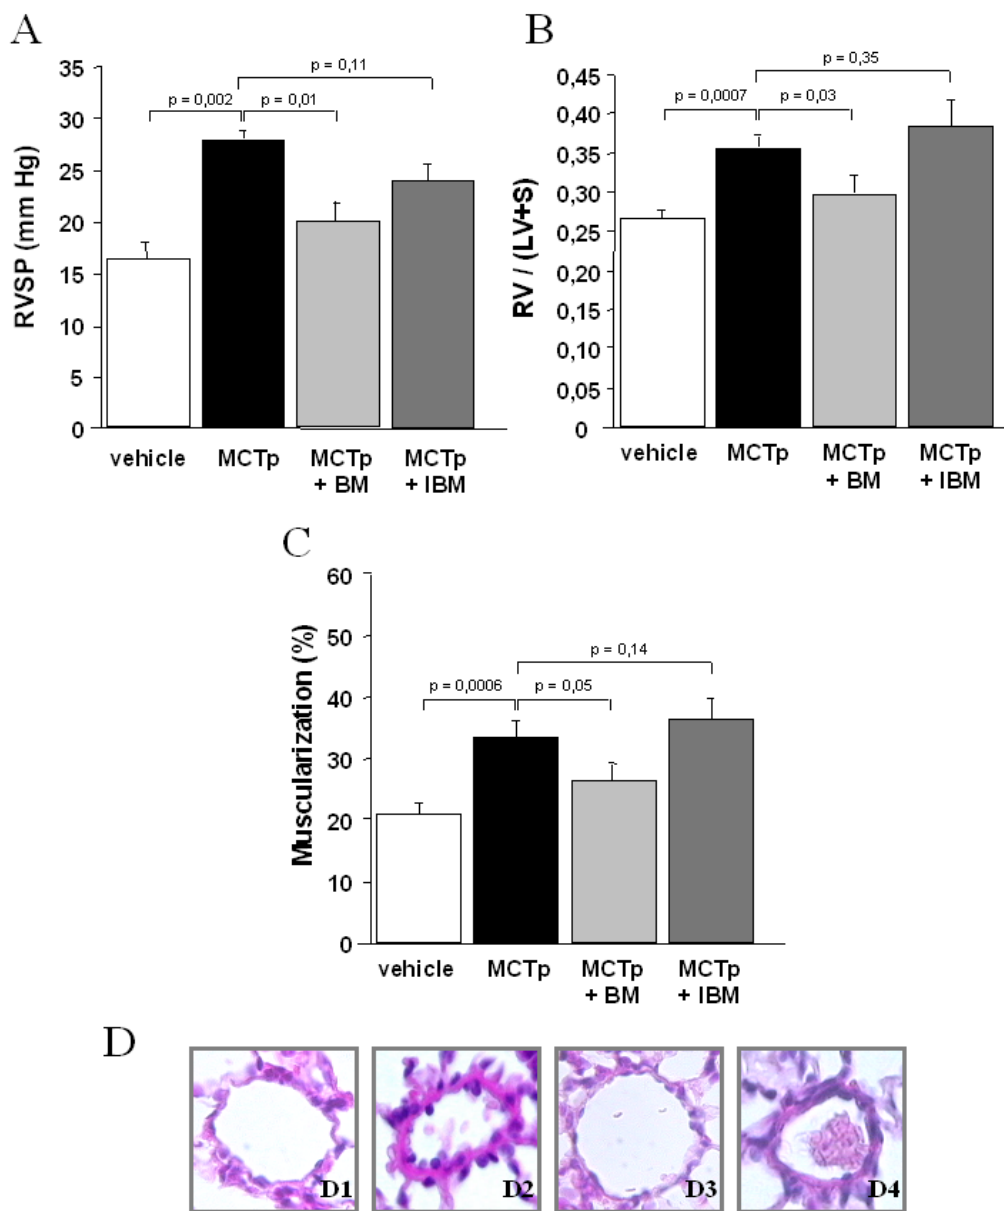 A
RVSP (mm Hg)
35
30
25
20
15
10
5
0
p = 0,11
p = 0,002
p = 0,01
vehicle
MCTp
MCTp
+ BM
MCTp
+ IBM
B
RV / (LV+S)
0,45
0,40
0,35
0,30
0,25
0,20
0,15
0,10
0,05
0
p = 0,35
p = 0,0007
p = 0,03
vehicle
MCTp
MCTp
+ BM
MCTp
+ IBM
C
Muscularization (%)
60
50
40
30
20
10
0
p = 0,14
p = 0,0006
p = 0,05
vehicle
MCTp
MCTp
+ BM
MCTp
+ IBM
D
D1
D2
D3
D4